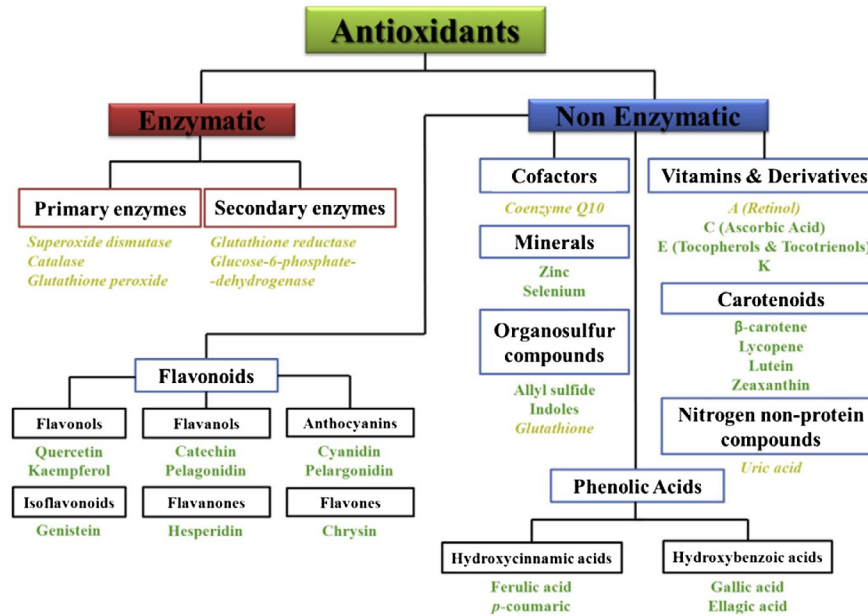 Antioxidants
Enzymatic
Non Enzymatic
Primary enzymes
Superoxide dismutase
Catalase
Glutathione peroxide
Secondary enzymes
Glutathione reductase
Glucose-6-phosphate-
-dehydrogenase
Cofactors
Coenzyme Q10
Minerals
Zinc
Selenium
Organosulfur
compounds
Allyl sulfide
Indoles
Glutathione
Vitamins & Derivatives
A (Retinol)
C (Ascorbic Acid)
E (Tocopherols & Tocotrienols)
K
Carotenoids
β-carotene
Lycopene
Lutein
Zeaxanthin
Nitrogen non-protein
compounds
Uric acid
Flavonoids
Flavonols
Quercetin
Kaempferol
Flavanols
Catechin
Pelagonidin
Anthocyanins
Cyanidin
Pelargonidin
Isoflavonoids
Genistein
Flavanones
Hesperidin
Flavones
Chrysin
Phenolic Acids
Hydroxycinnamic acids
Ferulic acid
p-coumaric
Hydroxybenzoic acids
Gallic acid
Ellagic acid